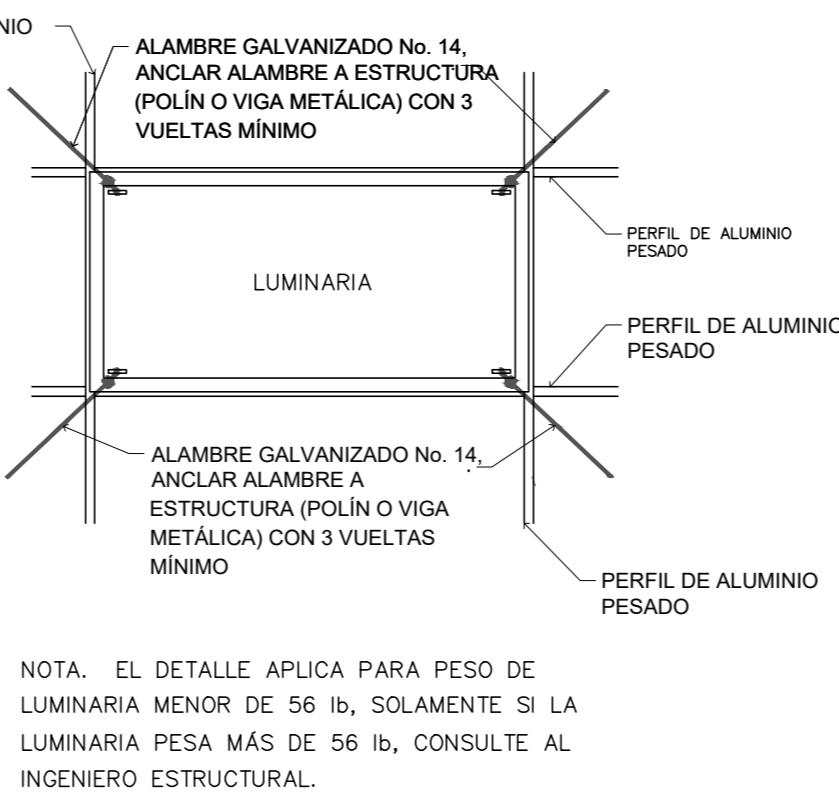 NIO
ALAMBRE GALVANIZADO No. 14,
ANCLAR ALAMBRE A ESTRUCTURA
(POLÍN O VIGA METÁLICA) CON 3
VUELTAS MÍNIMO
PERFIL DE ALUMINIO
PESADO
LUMINARIA
PERFIL DE ALUMINIO
PESADO
ALAMBRE GALVANIZADO No. 14,
ANCLAR ALAMBRE A
ESTRUCTURA (POLÍN O VIGA
METÁLICA) CON 3 VUELTAS
MÍNIMO
PERFIL DE ALUMINIO
PESADO
NOTA. EL DETALLE APLICA PARA PESO DE
LUMINARIA MENOR DE 56 lb, SOLAMENTE SI LA
LUMINARIA PESA MÁS DE 56 lb, CONSULTE AL
INGENIERO ESTRUCTURAL.